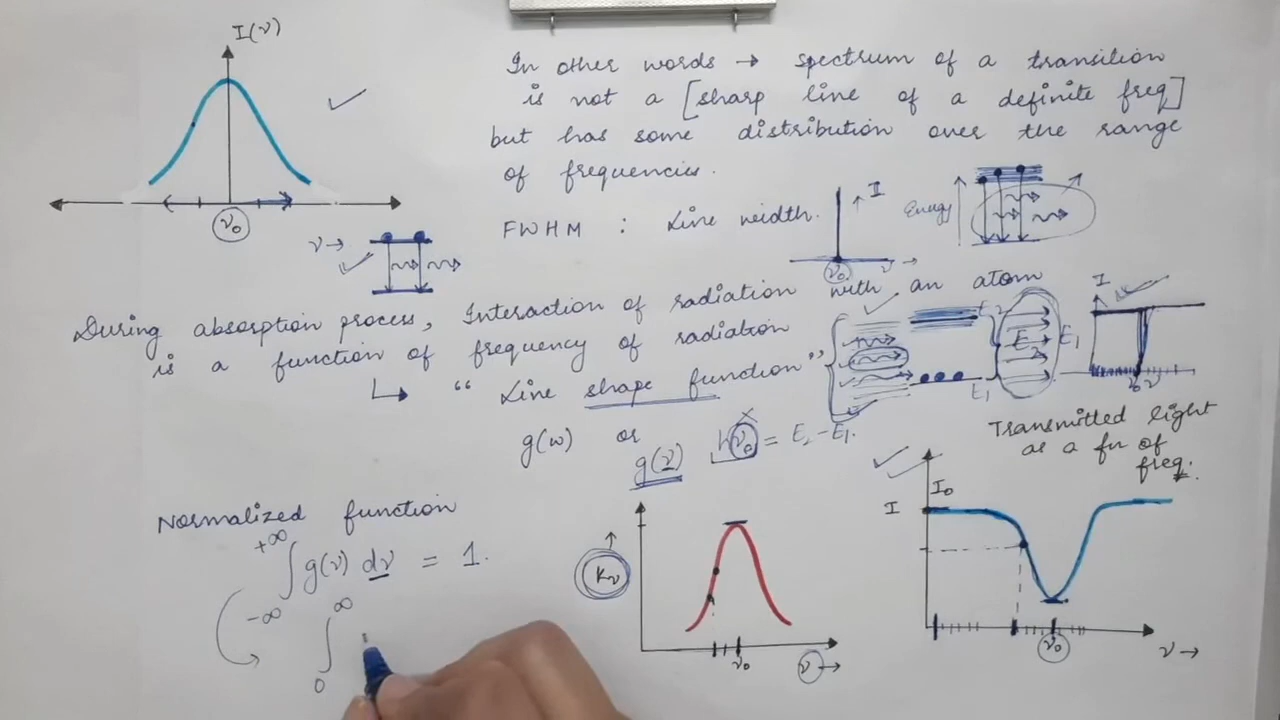 I(ν)
ν₀
In other words → spectrum of a transition
is not a [sharp line of a definite freq]
but has some distribution over the range
of frequencies.
FWHM : Line width.
I
ν₀
ν →
Energy
ν →
During absorption process, Interaction of radiation with an atom
is a function of frequency of radiation
↳ "Line shape function"
E₂
E₁
E₂
E₁
I
ν₀ ν
g(ω) or g(ν)
hν₀ = E₂-E₁.
Transmitted light
as a fn of
freq.
Normalized function
+∞
∫ g(ν) dν = 1.
-∞
∞
∫
0
Kν
ν₀
ν →
I
I₀
ν₀
ν →